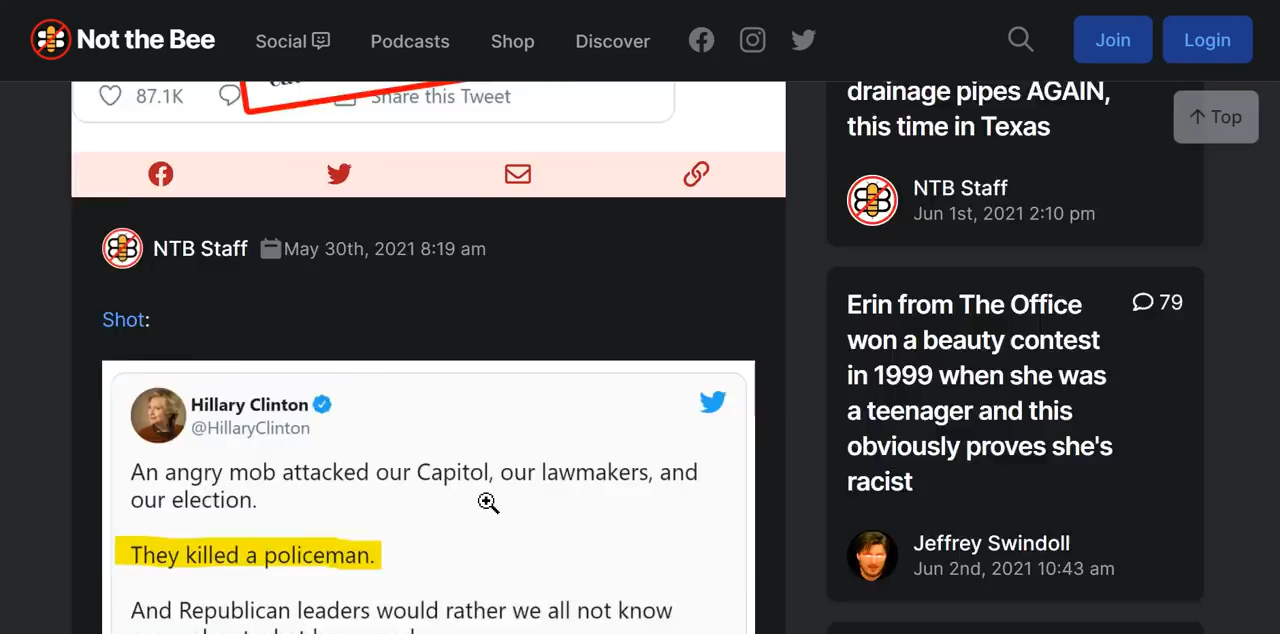 Not the Bee
Social
Podcasts
Shop
Discover
Join
Login
87.1K
Share this Tweet
NTB Staff
May 30th, 2021 8:19 am
Shot:
Hillary Clinton
@HillaryClinton
An angry mob attacked our Capitol, our lawmakers, and
our election.
They killed a policeman.
And Republican leaders would rather we all not know
drainage pipes AGAIN,
this time in Texas
Top
NTB Staff
Jun 1st, 2021 2:10 pm
Erin from The Office
won a beauty contest
in 1999 when she was
a teenager and this
obviously proves she's
racist
79
Jeffrey Swindoll
Jun 2nd, 2021 10:43 am